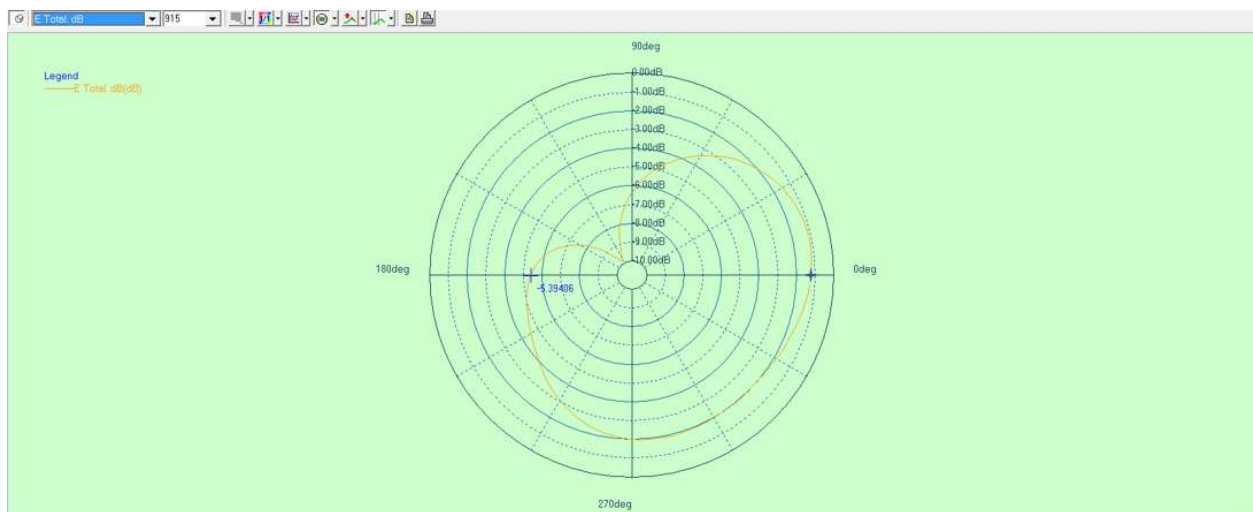 E Total. dB 915
90deg
Legend
E Total. dB(dB)
0.00dB
-1.00dB
-2.00dB
-3.00dB
-4.00dB
-5.00dB
-6.00dB
-7.00dB
-8.00dB
-9.00dB
-10.00dB
180deg
0deg
-5.39406
270deg